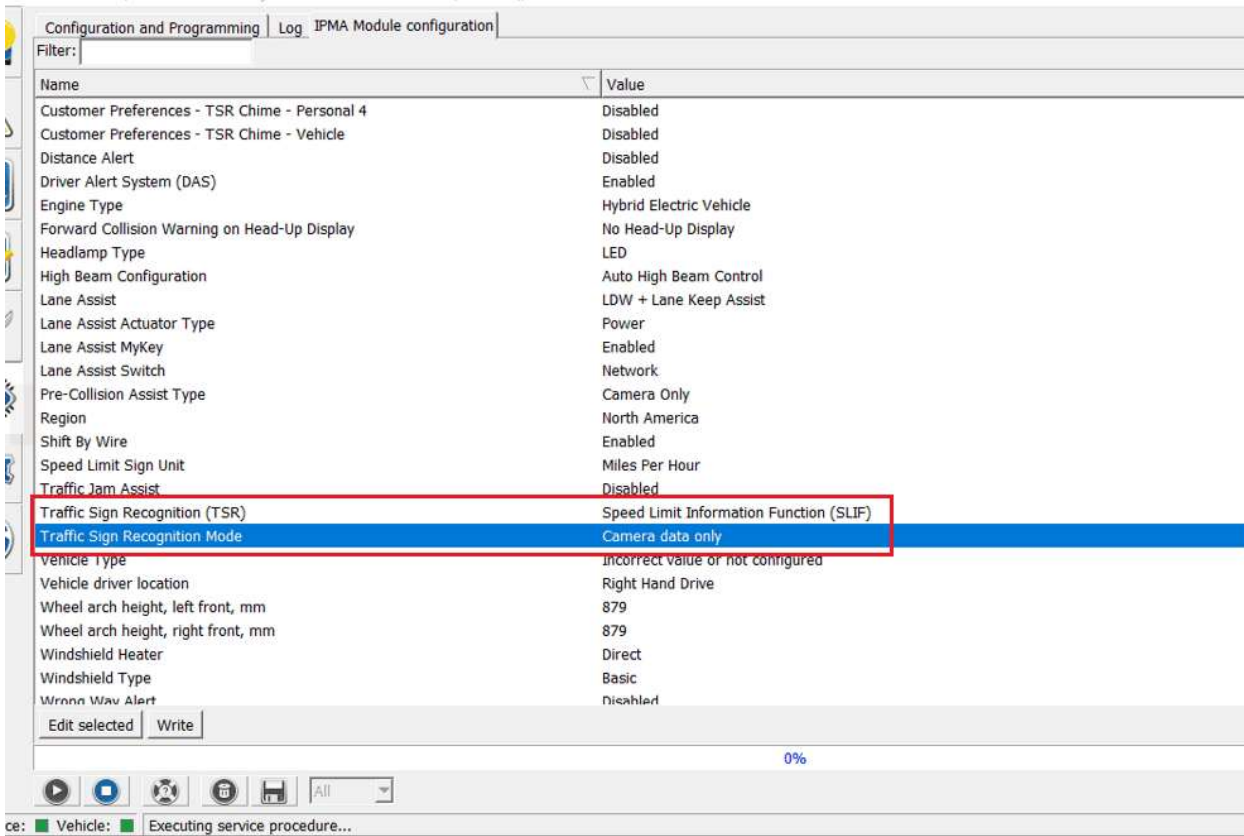 Configuration and Programming Log IPMA Module configuration
Filter:
Name Value
Customer Preferences - TSR Chime - Personal 4 Disabled
Customer Preferences - TSR Chime - Vehicle Disabled
Distance Alert Disabled
Driver Alert System (DAS) Enabled
Engine Type Hybrid Electric Vehicle
Forward Collision Warning on Head-Up Display No Head-Up Display
Headlamp Type LED
High Beam Configuration Auto High Beam Control
Lane Assist LDW + Lane Keep Assist
Lane Assist Actuator Type Power
Lane Assist MyKey Enabled
Lane Assist Switch Network
Pre-Collision Assist Type Camera Only
Region North America
Shift By Wire Enabled
Speed Limit Sign Unit Miles Per Hour
Traffic Jam Assist Disabled
Traffic Sign Recognition (TSR) Speed Limit Information Function (SLIF)
Traffic Sign Recognition Mode Camera data only
Vehicle Type Incorrect value or not configured
Vehicle driver location Right Hand Drive
Wheel arch height, left front, mm 879
Wheel arch height, right front, mm 879
Windshield Heater Direct
Windshield Type Basic
Wrong Way Alert Disabled
Edit selected Write
0%
All
ce: Vehicle: Executing service procedure...